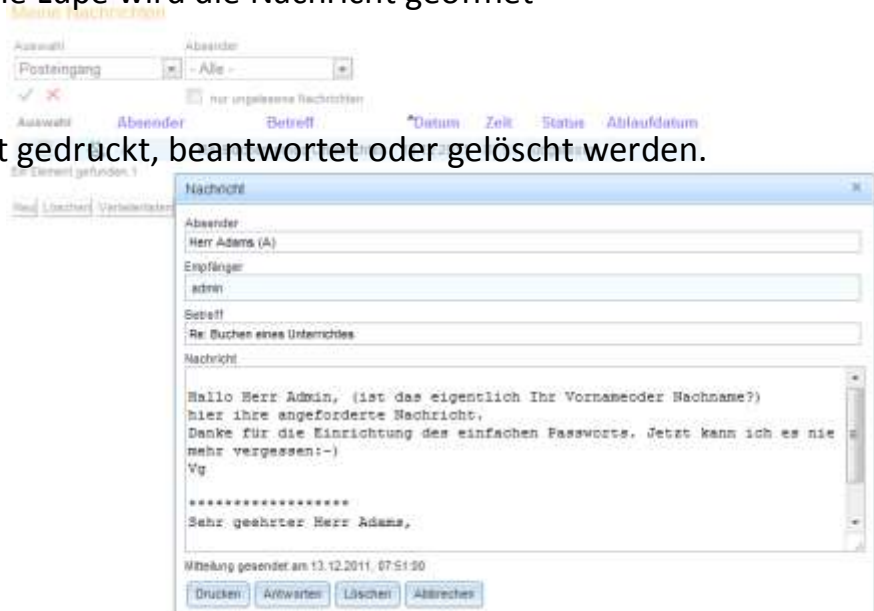 ie Lupe wird die Nachricht geöffnet
Meine Nachrichten
Auswahl Absender
Posteingang - Alle -
nur ungelesene Nachrichten
Auswahl Absender Betreff Datum Zeit Status Ablaufdatum
t gedruckt, beantwortet oder gelöscht werden.
Ein Element gefunden.1
Neu Löschen
Nachricht
Absender
Herr Adams (A)
Empfänger
admin
Betreff
Re: Buchen eines Unterrichtes
Nachricht
Hallo Herr Admin, (ist das eigentlich Ihr Vornameoder Nachname?)
hier ihre angeforderte Nachricht.
Danke für die Einrichtung des einfachen Passworts. Jetzt kann ich es nie
mehr vergessen:-)
Vg
******************
Sehr geehrter Herr Adams,
Mitteilung gesendet am 13.12.2011, 07:51:00
Drucken Antworten Löschen Abbrechen